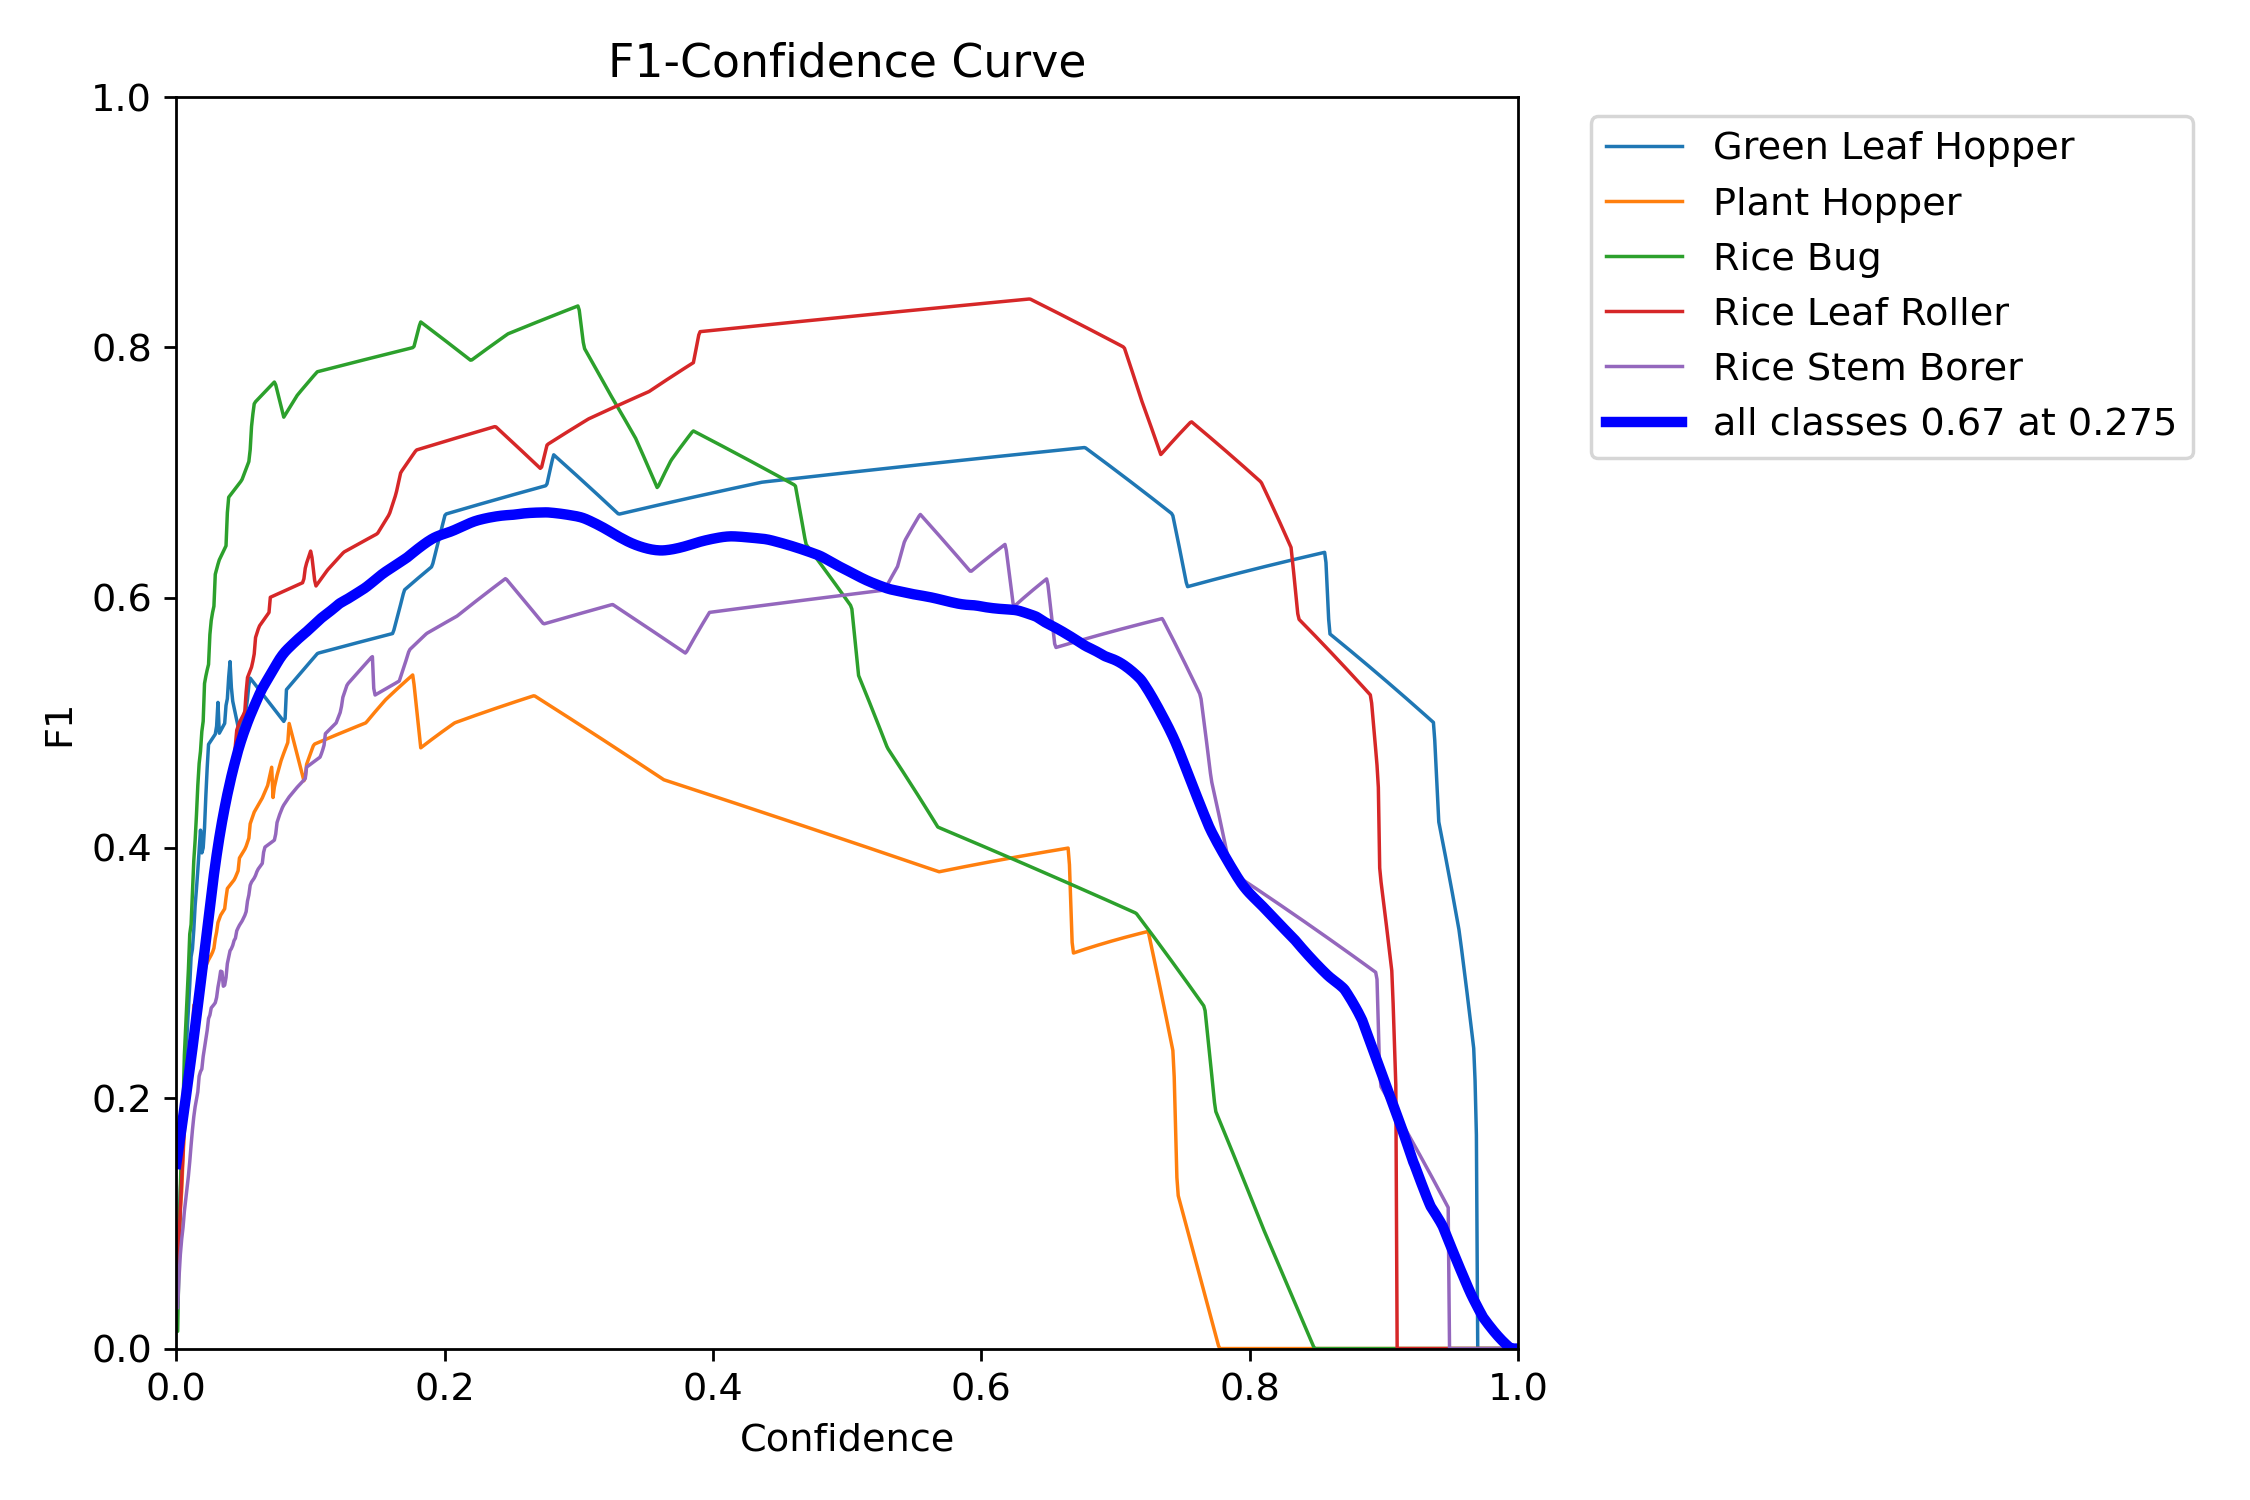 F1-Confidence Curve
1.0
0.8
0.6
0.4
0.2
0.0
F1
0.0 0.2 0.4 0.6 0.8 1.0
Confidence
Green Leaf Hopper
Plant Hopper
Rice Bug
Rice Leaf Roller
Rice Stem Borer
all classes 0.67 at 0.275